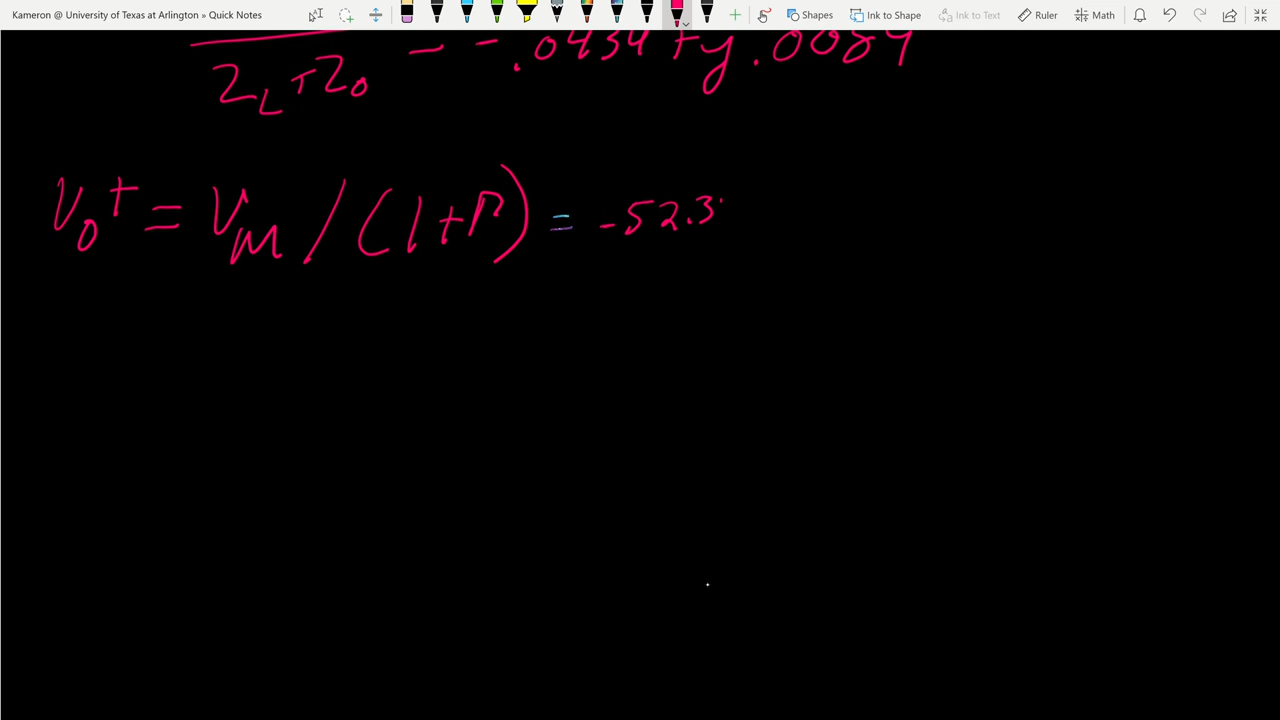 Kameron @ University of Texas at Arlington » Quick Notes
Shapes
Ink to Shape
Ink to Text
Ruler
Math
Z_L + Z_0 = -.0434 + j.0084
V_0^+ = V_M / (1+Γ) = -52.3